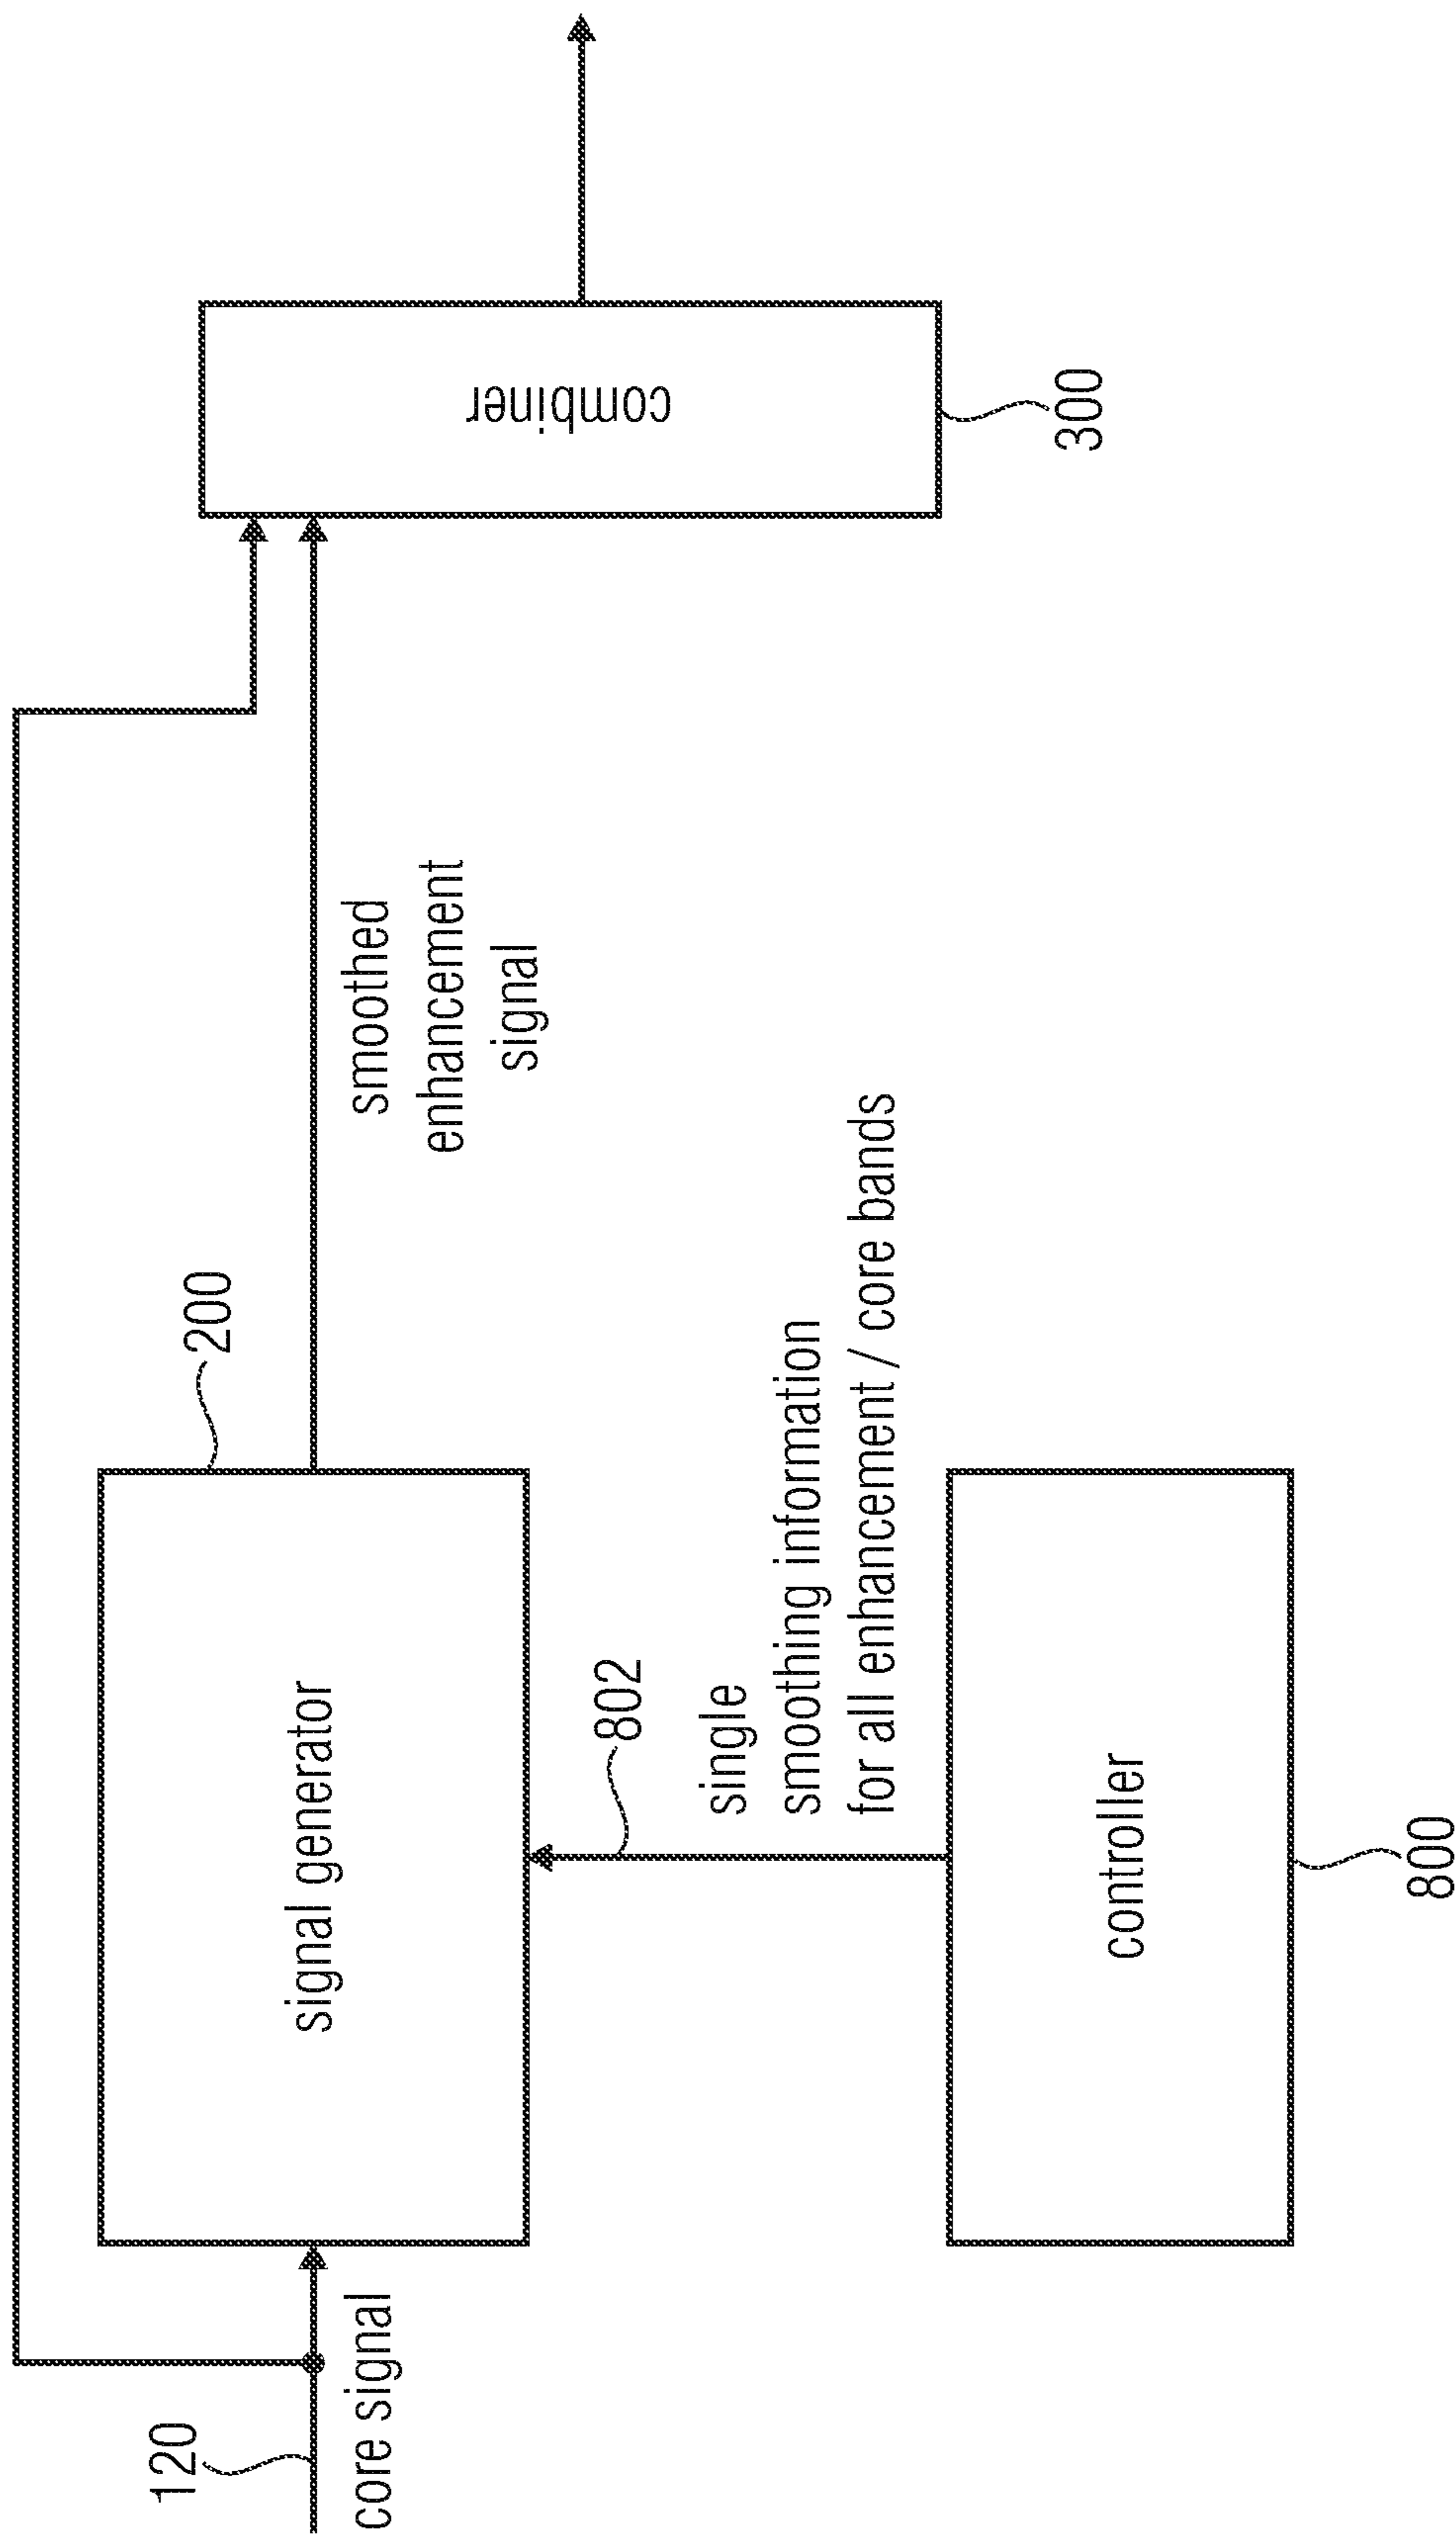 120
core signal
signal generator
200
802
single
smoothing information
for all enhancement / core bands
controller
800
smoothed
enhancement
signal
combiner
300